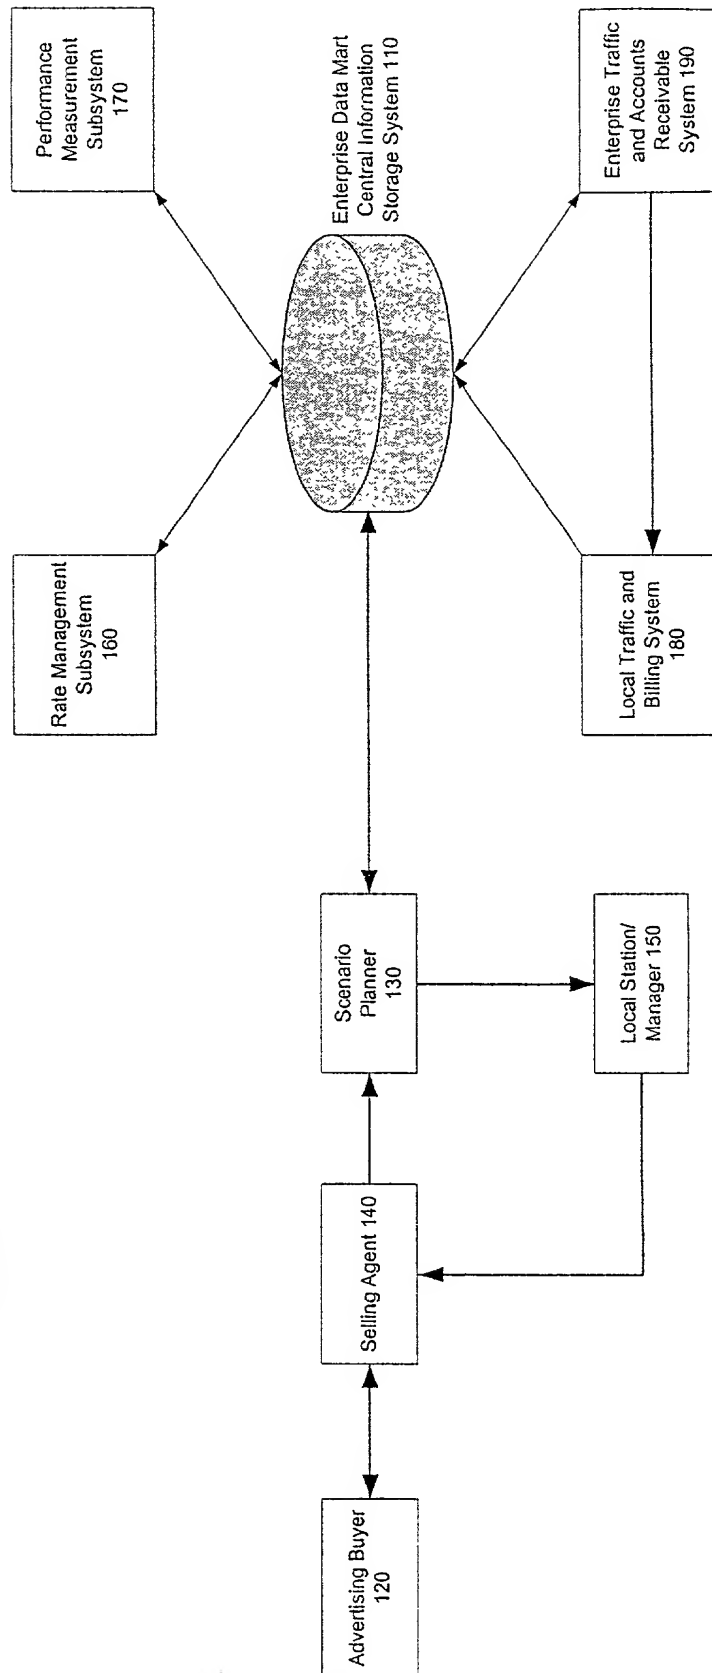 Performance
Measurement
Subsystem
170
Rate Management
Subsystem
160
Enterprise Data Mart
Central Information
Storage System 110
Enterprise Traffic
and Accounts
Receivable
System 190
Local Traffic and
Billing System
180
Scenario
Planner
130
Local Station/
Manager 150
Selling Agent 140
Advertising Buyer
120